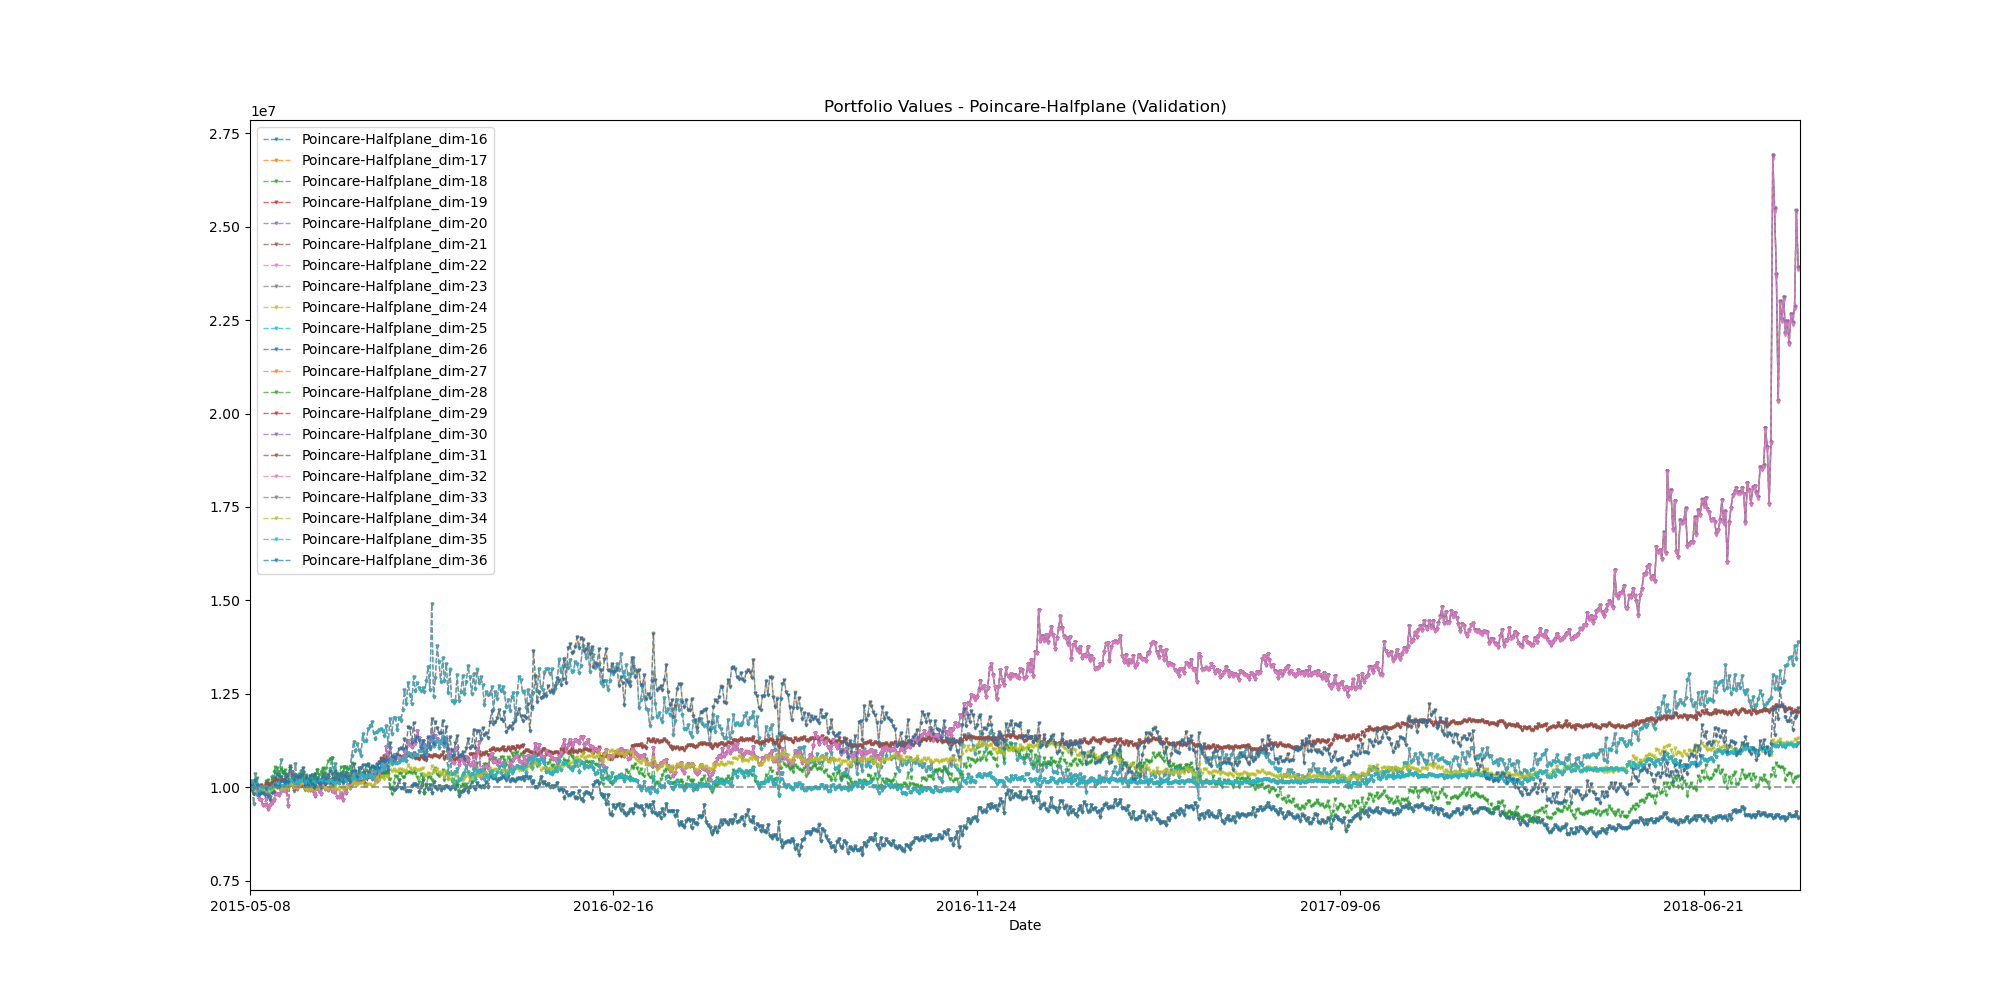 Portfolio Values - Poincare-Halfplane (Validation)
1e7
2.75
2.50
2.25
2.00
1.75
1.50
1.25
1.00
0.75
Poincare-Halfplane_dim-16
Poincare-Halfplane_dim-17
Poincare-Halfplane_dim-18
Poincare-Halfplane_dim-19
Poincare-Halfplane_dim-20
Poincare-Halfplane_dim-21
Poincare-Halfplane_dim-22
Poincare-Halfplane_dim-23
Poincare-Halfplane_dim-24
Poincare-Halfplane_dim-25
Poincare-Halfplane_dim-26
Poincare-Halfplane_dim-27
Poincare-Halfplane_dim-28
Poincare-Halfplane_dim-29
Poincare-Halfplane_dim-30
Poincare-Halfplane_dim-31
Poincare-Halfplane_dim-32
Poincare-Halfplane_dim-33
Poincare-Halfplane_dim-34
Poincare-Halfplane_dim-35
Poincare-Halfplane_dim-36
2015-05-08 2016-02-16 2016-11-24 2017-09-06 2018-06-21
Date